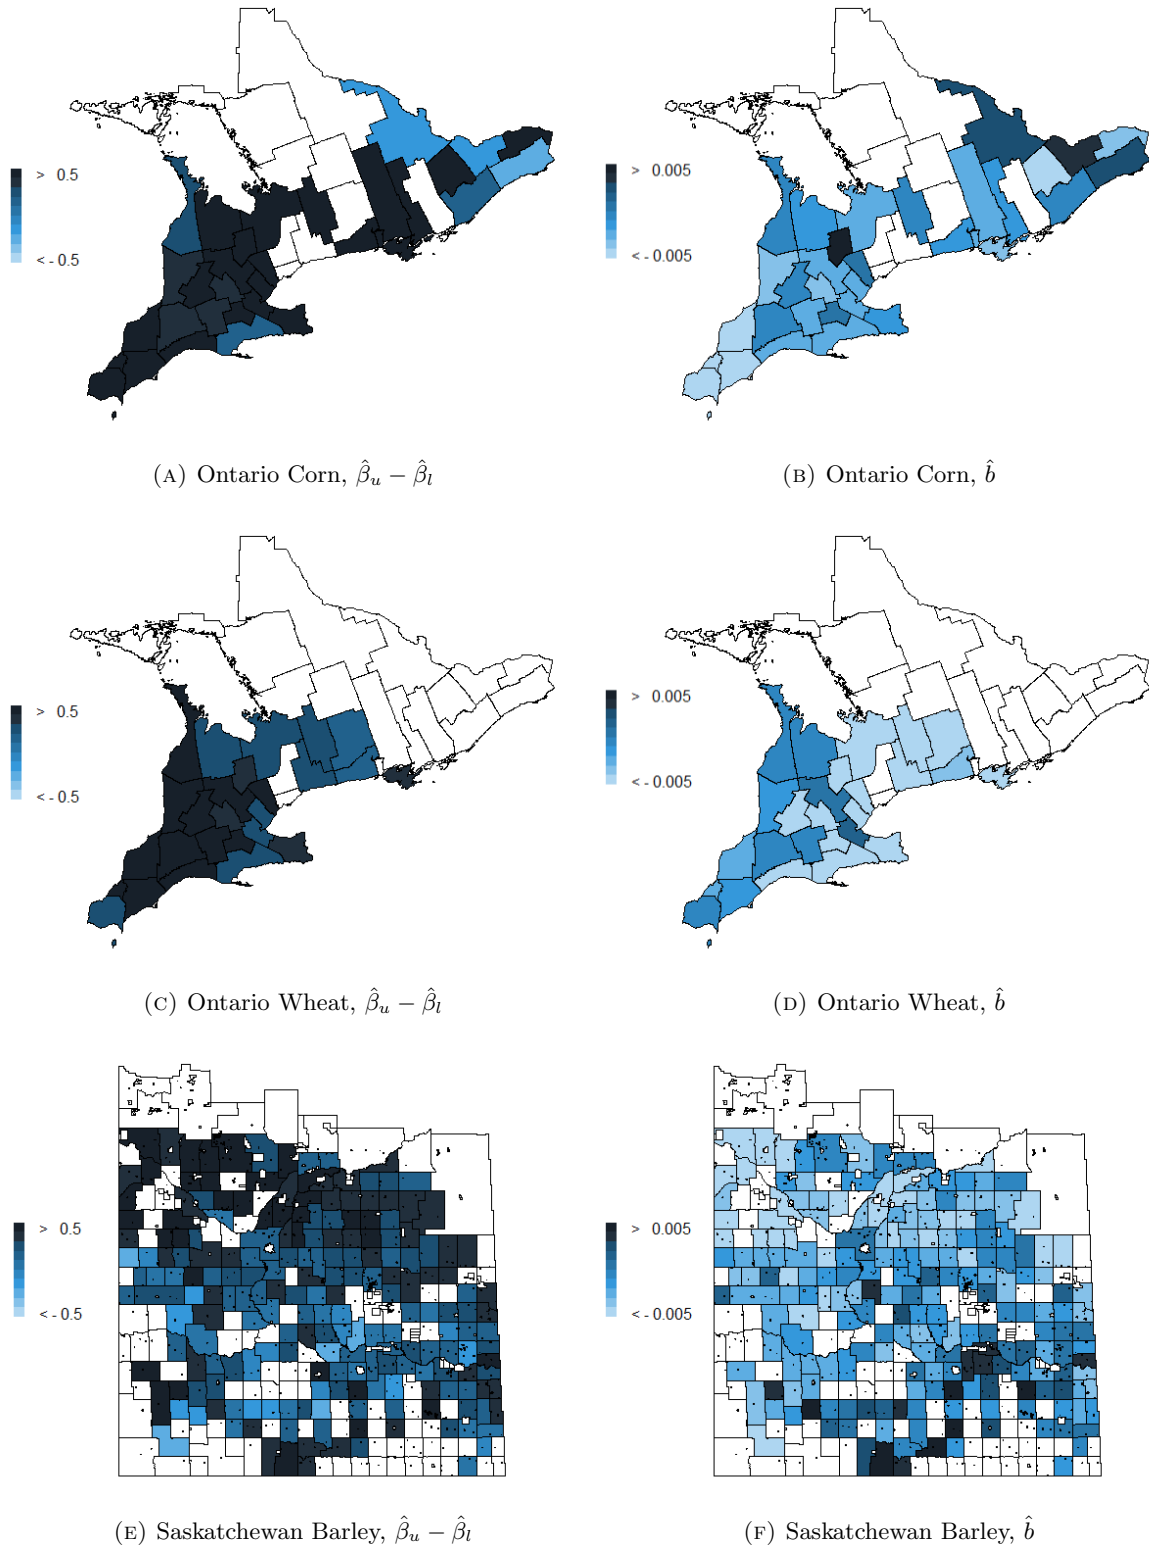 > 0.5
< - 0.5
> 0.005
< - 0.005
(A) Ontario Corn, β̂ᵤ − β̂ₗ
(B) Ontario Corn, b̂
> 0.5
< - 0.5
> 0.005
< - 0.005
(C) Ontario Wheat, β̂ᵤ − β̂ₗ
(D) Ontario Wheat, b̂
> 0.5
< - 0.5
> 0.005
< - 0.005
(E) Saskatchewan Barley, β̂ᵤ − β̂ₗ
(F) Saskatchewan Barley, b̂